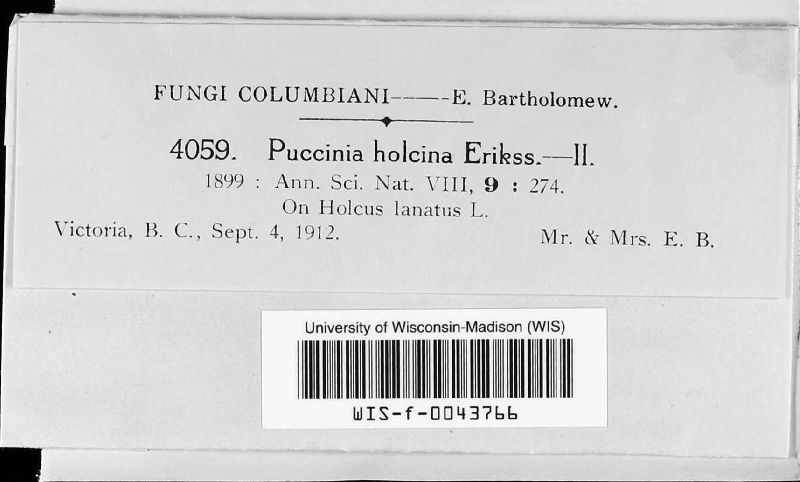 FUNGI COLUMBIANI———E. Bartholomew.
4059. Puccinia holcina Erikss.—II.
1899 : Ann. Sci. Nat. VIII, 9 : 274.
On Holcus lanatus L.
Victoria, B. C., Sept. 4, 1912. Mr. & Mrs. E. B.
University of Wisconsin-Madison (WIS)
WIS-f-0043766